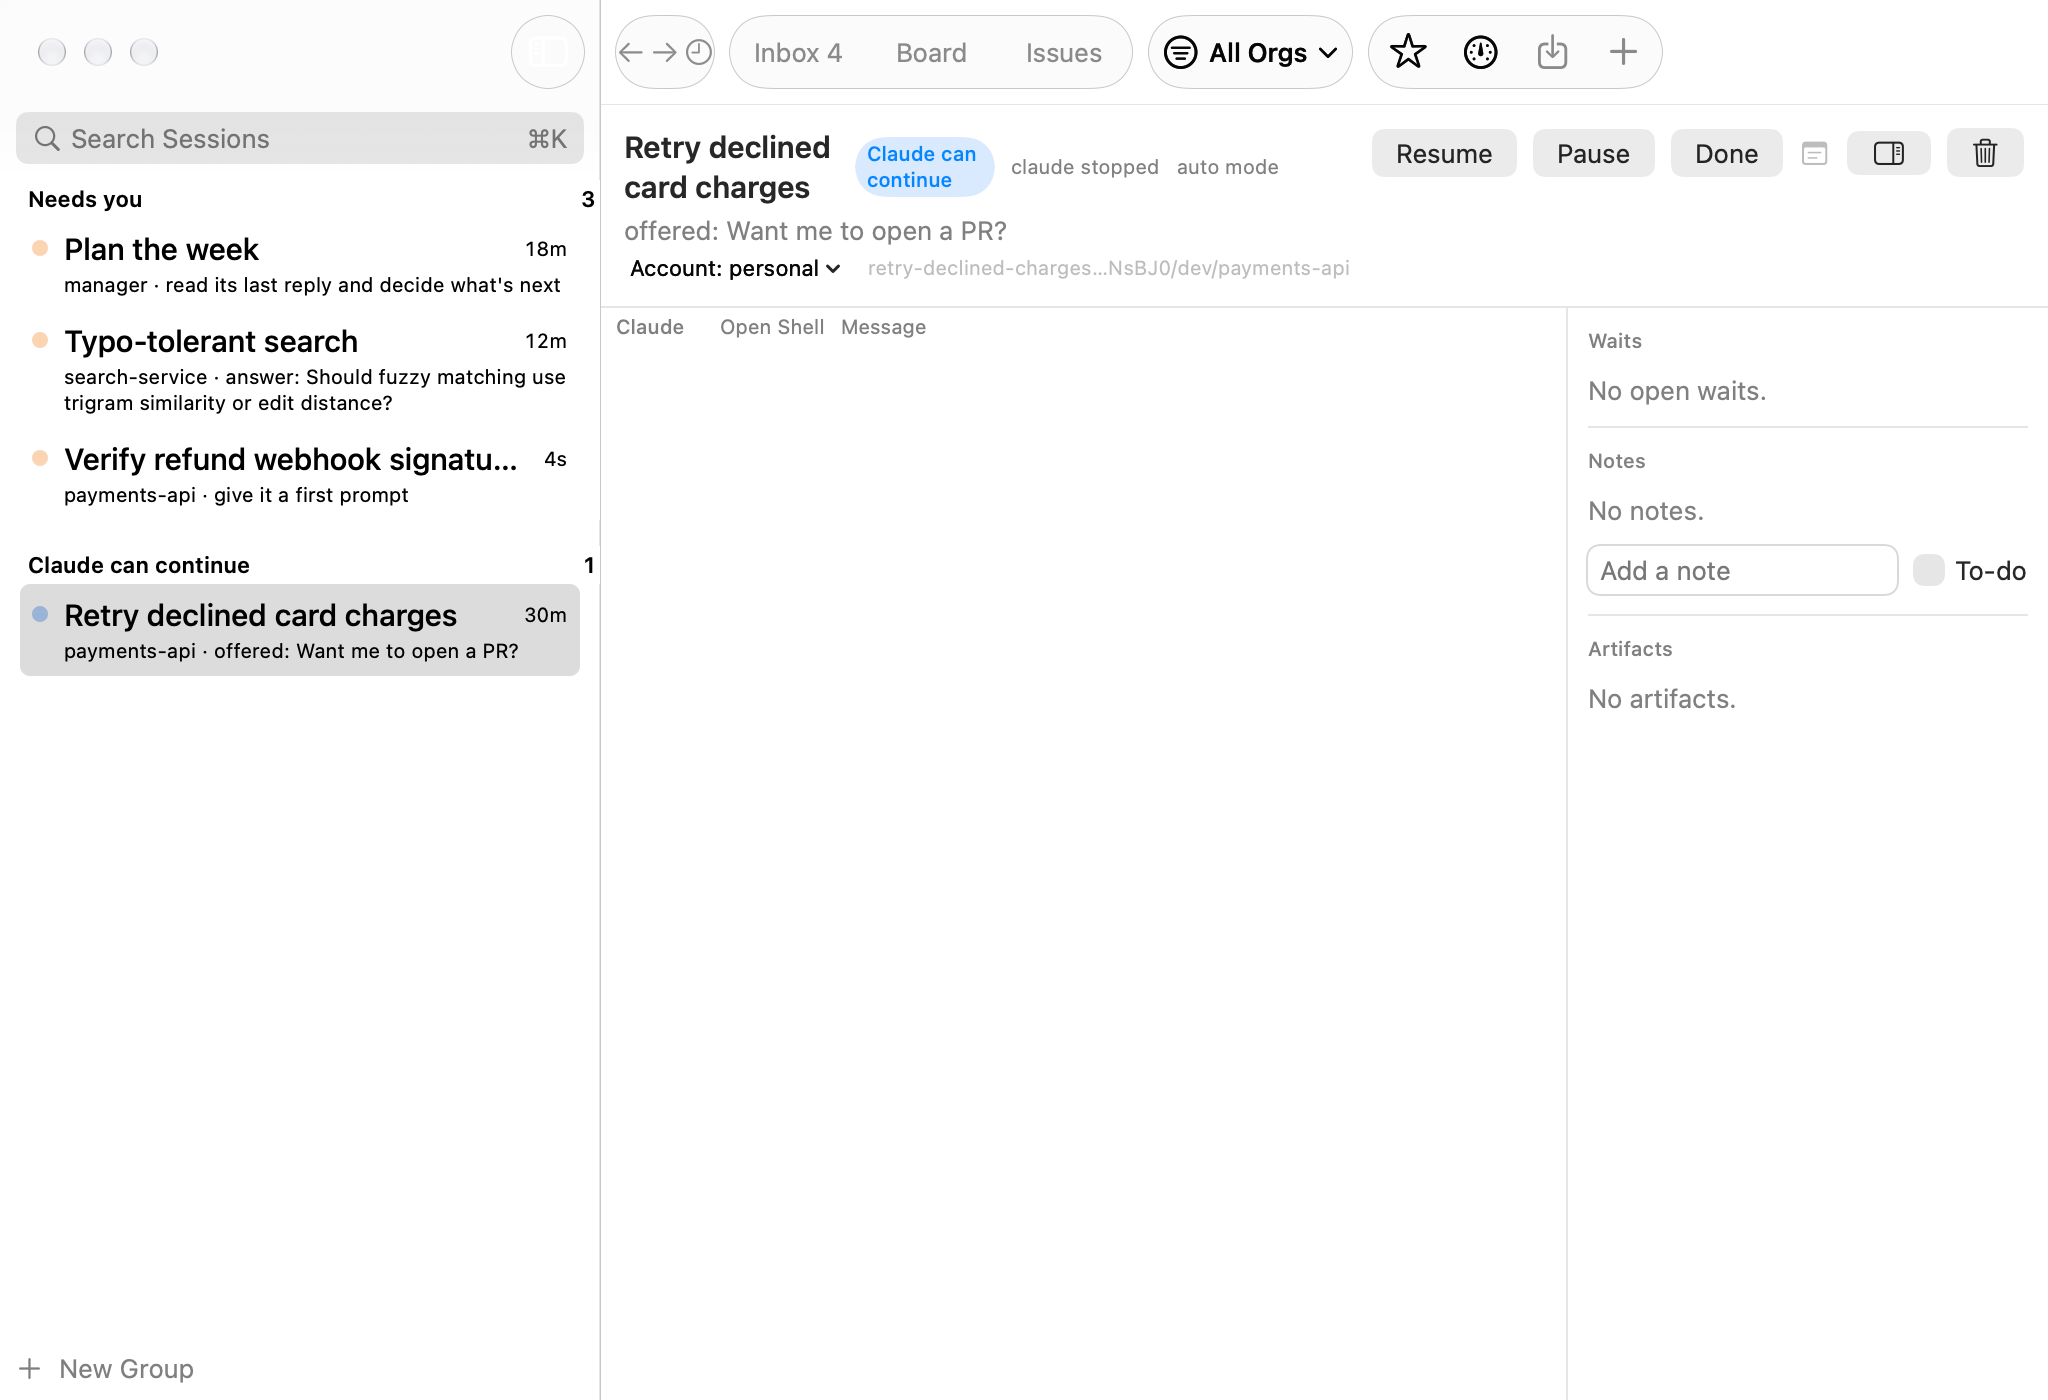 Search Sessions ⌘K
Needs you 3
Plan the week 18m
manager · read its last reply and decide what's next
Typo-tolerant search 12m
search-service · answer: Should fuzzy matching use
trigram similarity or edit distance?
Verify refund webhook signatu... 4s
payments-api · give it a first prompt
Claude can continue 1
Retry declined card charges 30m
payments-api · offered: Want me to open a PR?
+ New Group
Inbox 4 Board Issues All Orgs
Retry declined
card charges
Claude can
continue
claude stopped auto mode
Resume Pause Done
offered: Want me to open a PR?
Account: personal retry-declined-charges...NsBJ0/dev/payments-api
Claude Open Shell Message
Waits
No open waits.
Notes
No notes.
Add a note To-do
Artifacts
No artifacts.